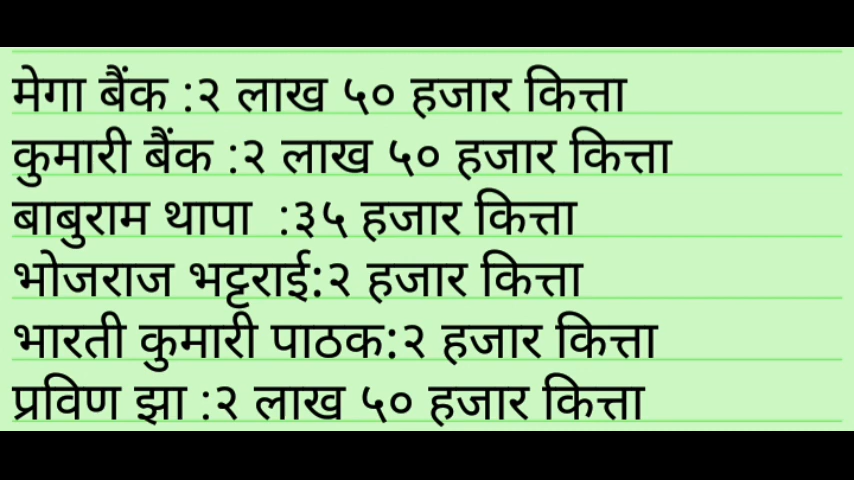 मेगा बैंक :२ लाख ५० हजार कित्ता
कुमारी बैंक :२ लाख ५० हजार कित्ता
बाबुराम थापा  :३५ हजार कित्ता
भोजराज भट्टराई:२ हजार कित्ता
भारती कुमारी पाठक:२ हजार कित्ता
प्रविण झा :२ लाख ५० हजार कित्ता